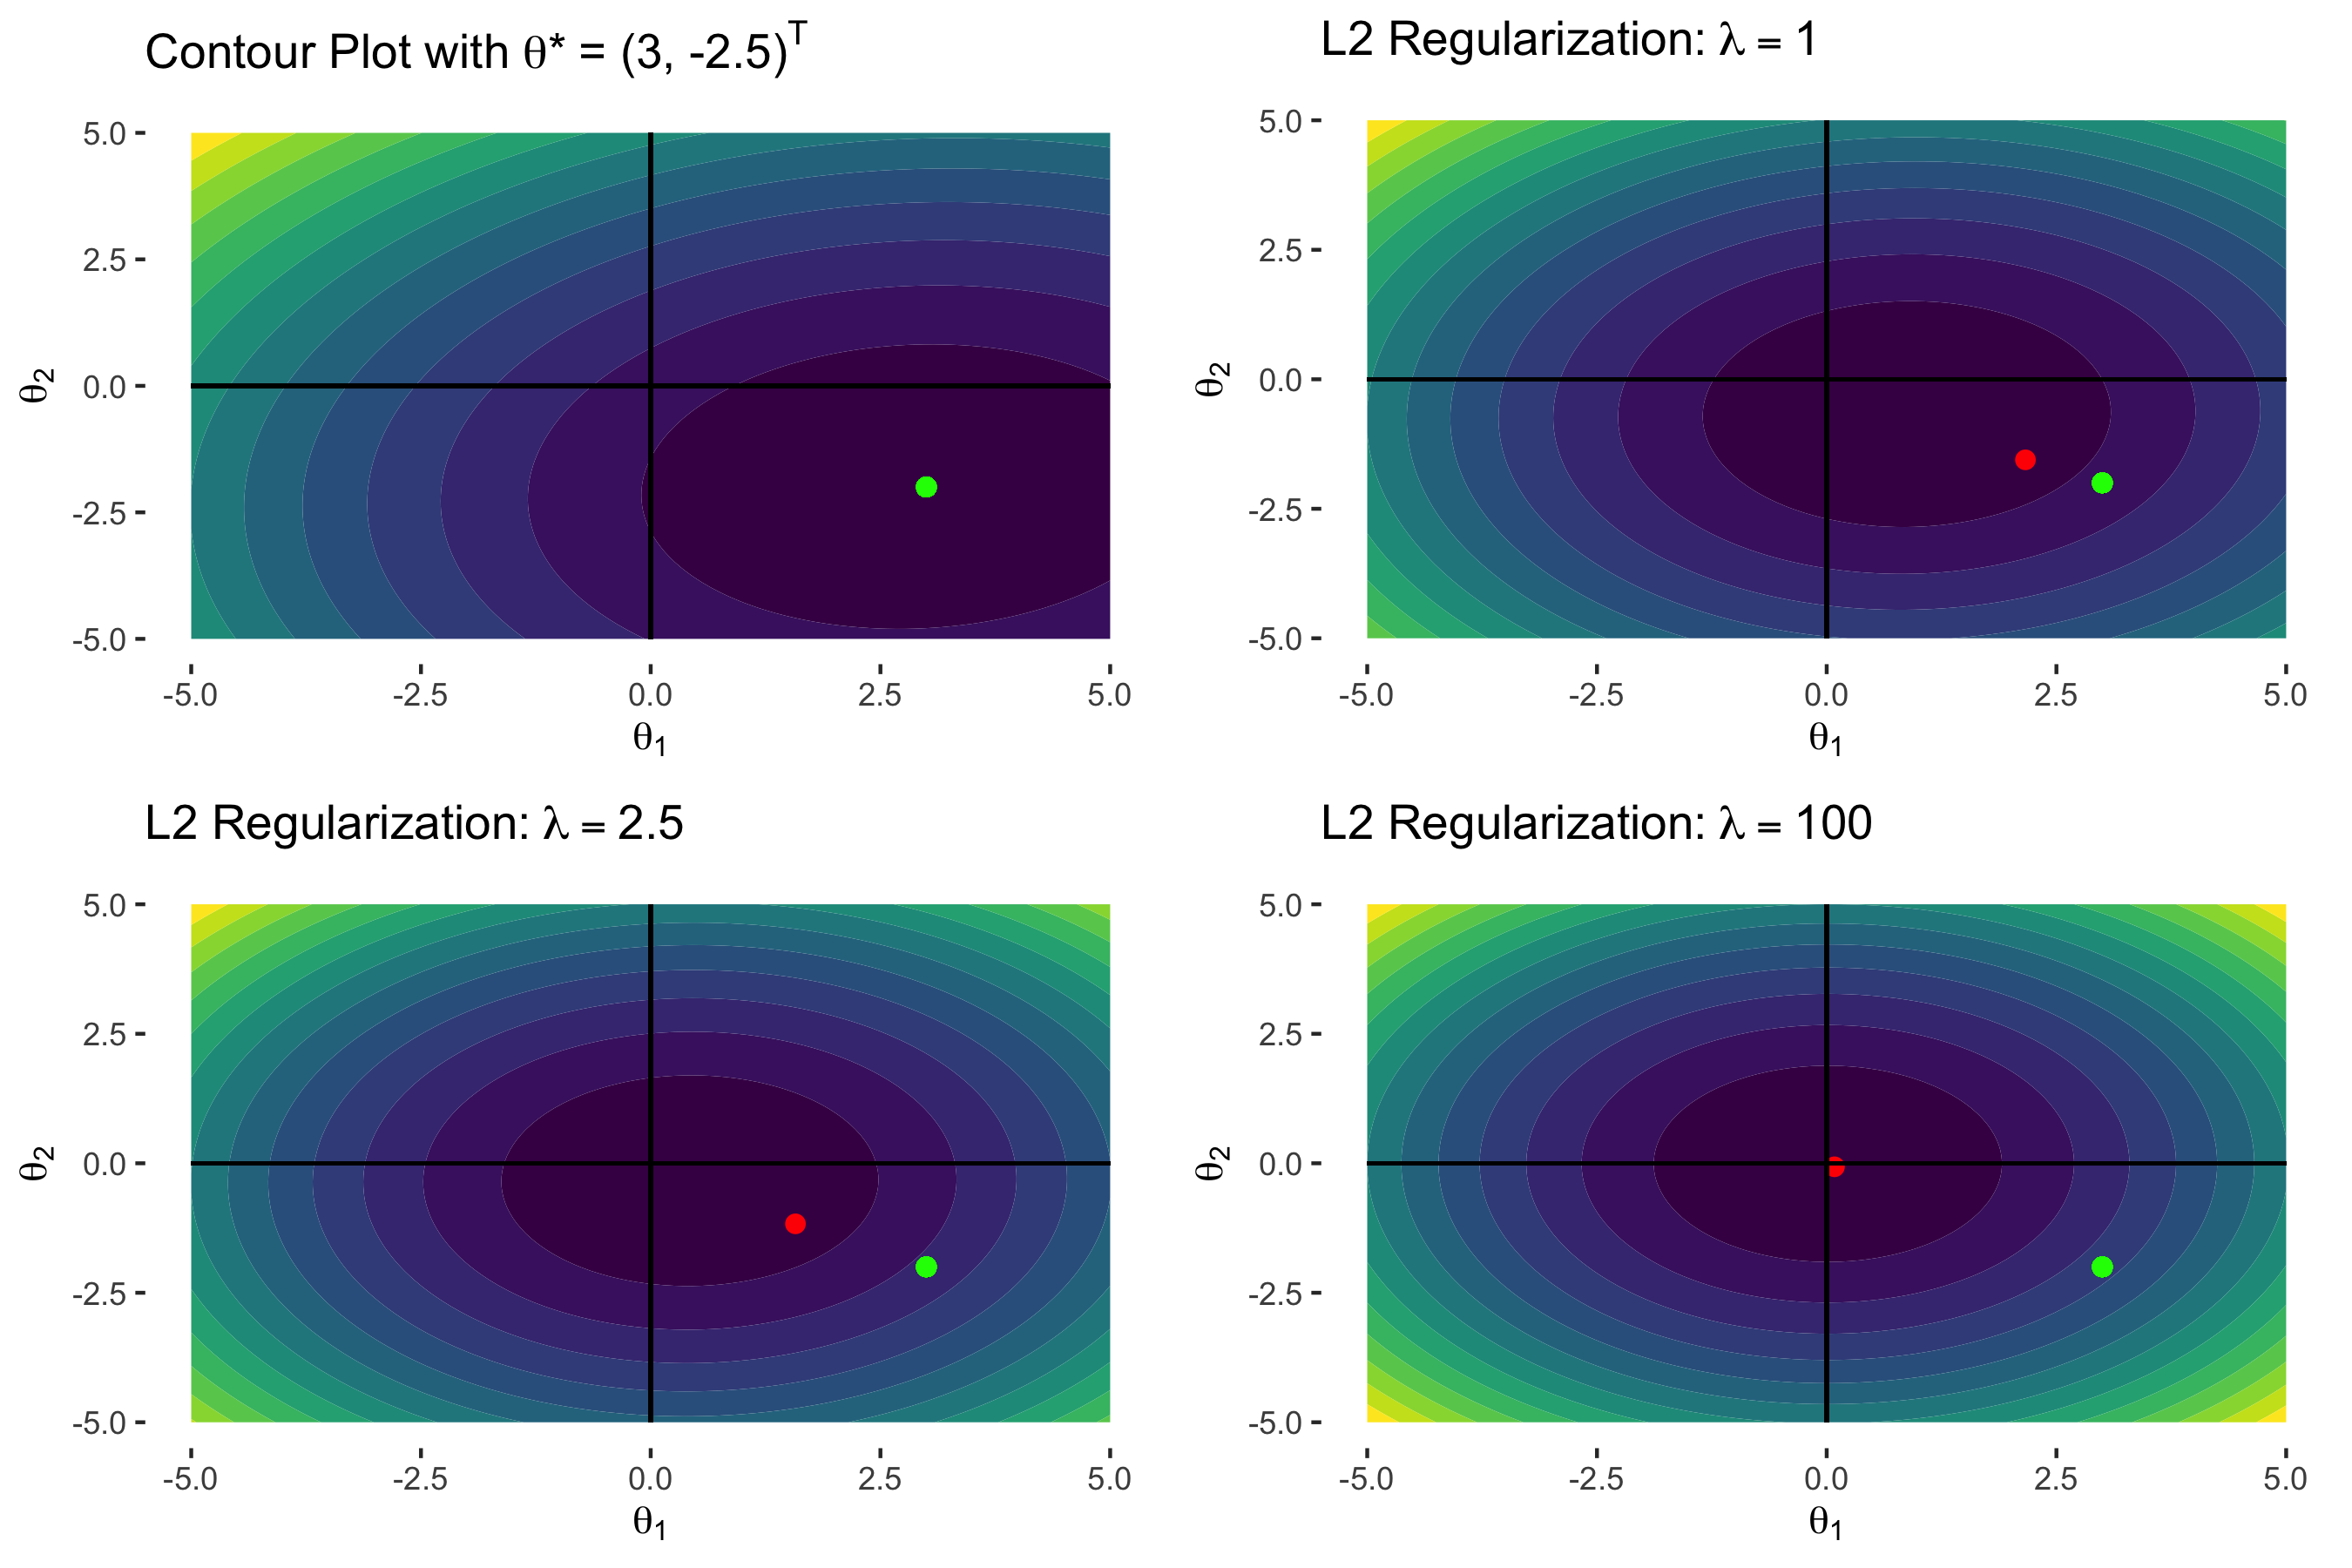 Contour Plot with θ* = (3, -2.5)ᵀ
5.0
2.5
0.0
-2.5
-5.0
θ₂
-5.0 -2.5 0.0 2.5 5.0
θ₁
L2 Regularization: λ = 1
5.0
2.5
0.0
-2.5
-5.0
θ₂
-5.0 -2.5 0.0 2.5 5.0
θ₁
L2 Regularization: λ = 2.5
5.0
2.5
0.0
-2.5
-5.0
θ₂
-5.0 -2.5 0.0 2.5 5.0
θ₁
L2 Regularization: λ = 100
5.0
2.5
0.0
-2.5
-5.0
θ₂
-5.0 -2.5 0.0 2.5 5.0
θ₁